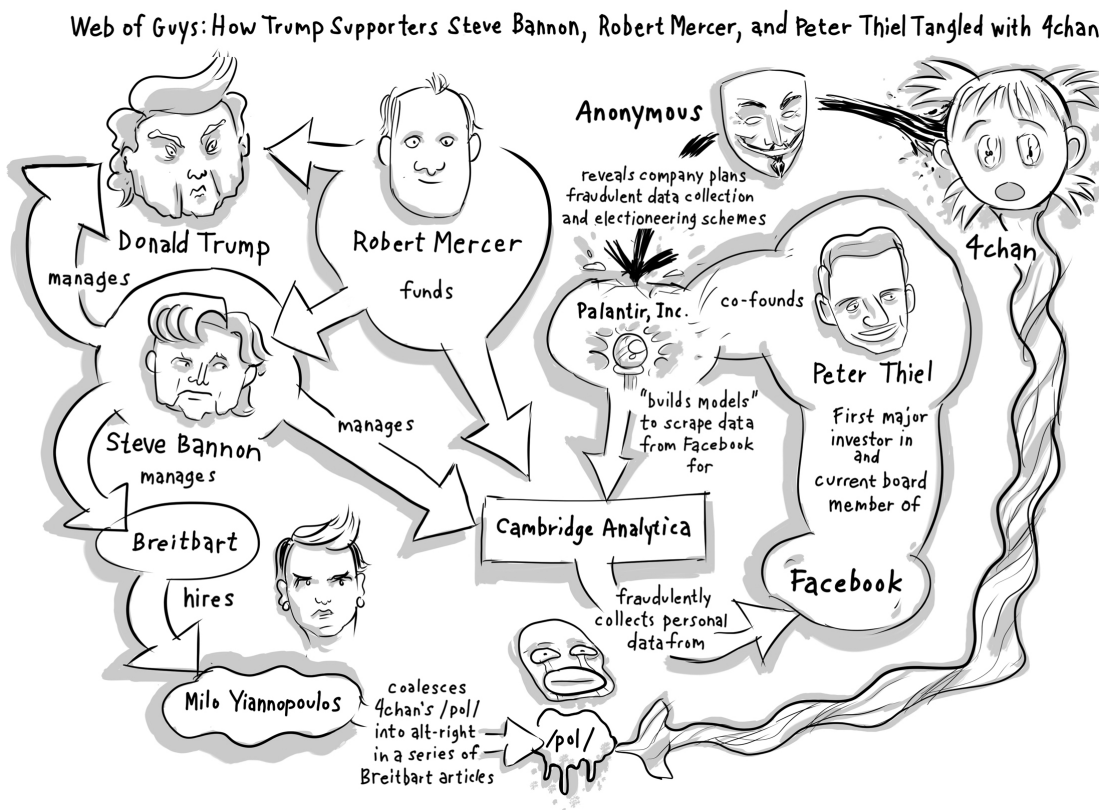 Web of Guys: How Trump Supporters Steve Bannon, Robert Mercer, and Peter Thiel Tangled with 4chan
Donald Trump
manages
Robert Mercer
funds
Anonymous
reveals company plans
fraudulent data collection
and electioneering schemes
4chan
Palantir, Inc.
co-founds
Peter Thiel
"builds models"
to scrape data
from Facebook
for
First major
investor in
and
current board
member of
Steve Bannon
manages
manages
Breitbart
hires
Cambridge Analytica
fraudulently
collects personal
data from
Facebook
Milo Yiannopoulos
coalesces
4chan's /pol/
into alt-right
in a series of
Breitbart articles
/pol/